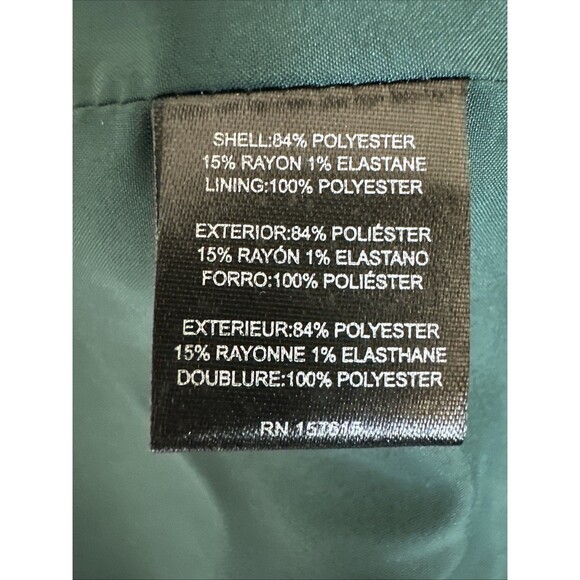 SHELL:84% POLYESTER
15% RAYON 1% ELASTANE
LINING:100% POLYESTER
EXTERIOR:84% POLIÉSTER
15% RAYÓN 1% ELASTANO
FORRO:100% POLIÉSTER
EXTERIEUR:84% POLYESTER
15% RAYONNE 1% ELASTHANE
DOUBLURE:100% POLYESTER
RN